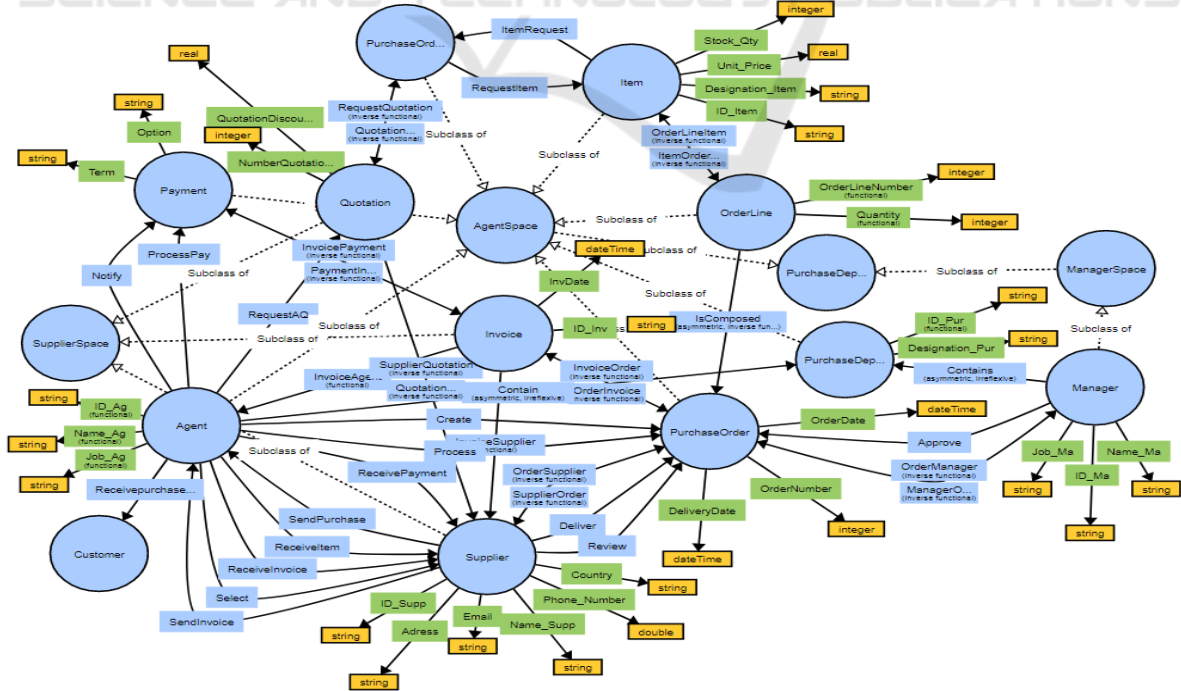 SCIENCE AND TECHNOLOGY PUBLICATIONS
integer
ItemRequest
PurchaseOrd...
Stock_Qty
real
real
Unit_Price
Item
RequestItem
Designation_Item
string
string
ID_Item
RequestQuotation
(inverse functional)
QuotationDiscou...
Option
integer
Quotation...
(inverse functional)
Subclass of
OrderLineItem
(inverse functional)
string
string
NumberQuotatio...
Subclass of
ItemOrder...
(inverse functional)
Term
OrderLineNumber
(functional)
integer
Payment
Quotation
OrderLine
Quantity
(functional)
integer
AgentSpace
Subclass of
InvoicePayment
(inverse functional)
dateTime
Subclass of
ProcessPay
PaymentIn...
(inverse functional)
Notify
Subclass of
PurchaseDep...
Subclass of
ManagerSpace
InvDate
Subclass of
RequestAQ
Subclass of
string
ID_Pur
(functional)
SupplierSpace
Subclass of
Invoice
ID_Inv
string
IsComposed
(asymmetric, inverse fun...)
Subclass of
string
Designation_Pur
PurchaseDep...
SupplierQuotation
(inverse functional)
InvoiceOrder
(inverse functional)
Contains
(asymmetric, irreflexive)
InvoiceAge...
(functional)
Manager
string
Quotation...
(inverse functional)
Contain
(asymmetric, irreflexive)
OrderInvoice
nverse functional)
ID_Ag
(functional)
Agent
Create
OrderDate
dateTime
string
Name_Ag
(functional)
PurchaseOrder
Approve
Subclass of
Process
InvoiceSupplier
Job_Ag
(functional)
Job_Ma
Name_Ma
string
ReceivePayment
OrderSupplier
(inverse functional)
OrderManager
(inverse functional)
ID_Ma
Receivepurchase...
SupplierOrder
(inverse functional)
OrderNumber
ManagerO...
(inverse functional)
string
string
DeliveryDate
SendPurchase
Deliver
integer
string
Customer
ReceiveItem
Supplier
Review
dateTime
ReceiveInvoice
Country
string
Select
ID_Supp
Phone_Number
SendInvoice
Email
Name_Supp
string
Adress
double
string
string
string